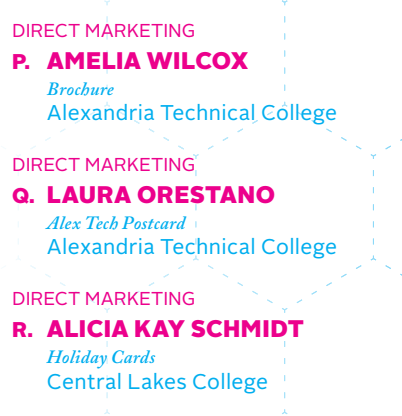 DIRECT MARKETING
P. AMELIA WILCOX
Brochure
Alexandria Technical College
DIRECT MARKETING
Q. LAURA ORESTANO
Alex Tech Postcard
Alexandria Technical College
DIRECT MARKETING
R. ALICIA KAY SCHMIDT
Holiday Cards
Central Lakes College